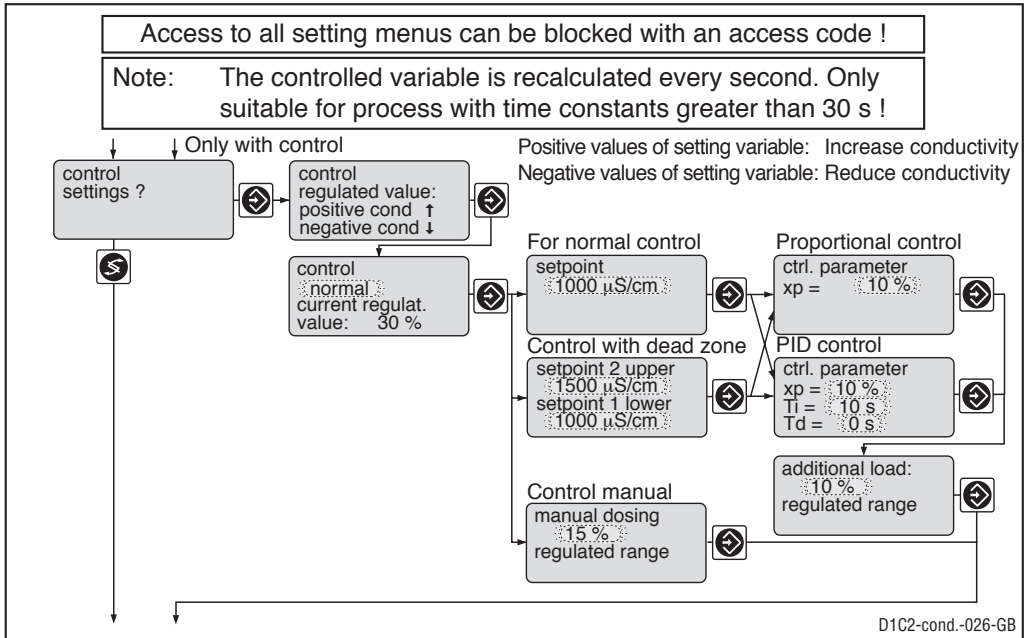 Access to all setting menus can be blocked with an access code !
Note: The controlled variable is recalculated every second. Only
suitable for process with time constants greater than 30 s !
Only with control
Positive values of setting variable: Increase conductivity
Negative values of setting variable: Reduce conductivity
control
settings ?
control
regulated value:
positive cond ↑
negative cond ↓
control
normal
current regulat.
value: 30 %
For normal control
setpoint
1000 µS/cm
Proportional control
ctrl. parameter
xp = 10 %
Control with dead zone
setpoint 2 upper
1500 µS/cm
setpoint 1 lower
1000 µS/cm
PID control
ctrl. parameter
xp = 10 %
Ti = 10 s
Td = 0 s
additional load:
10 %
regulated range
Control manual
manual dosing
15 %
regulated range
D1C2-cond.-026-GB